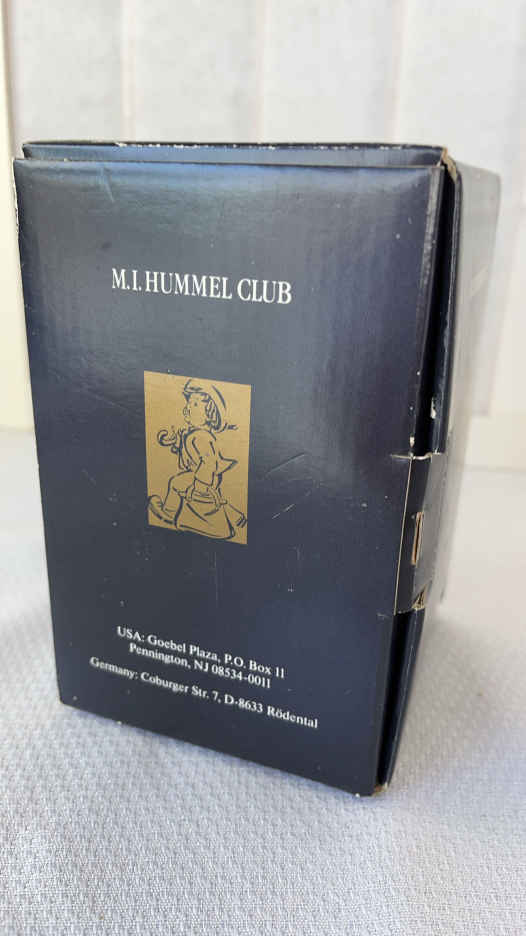 M.I. HUMMEL CLUB
USA: Goebel Plaza, P.O. Box 11
Pennington, NJ 08534-0011
Germany: Coburger Str. 7, D-8633 Rödental